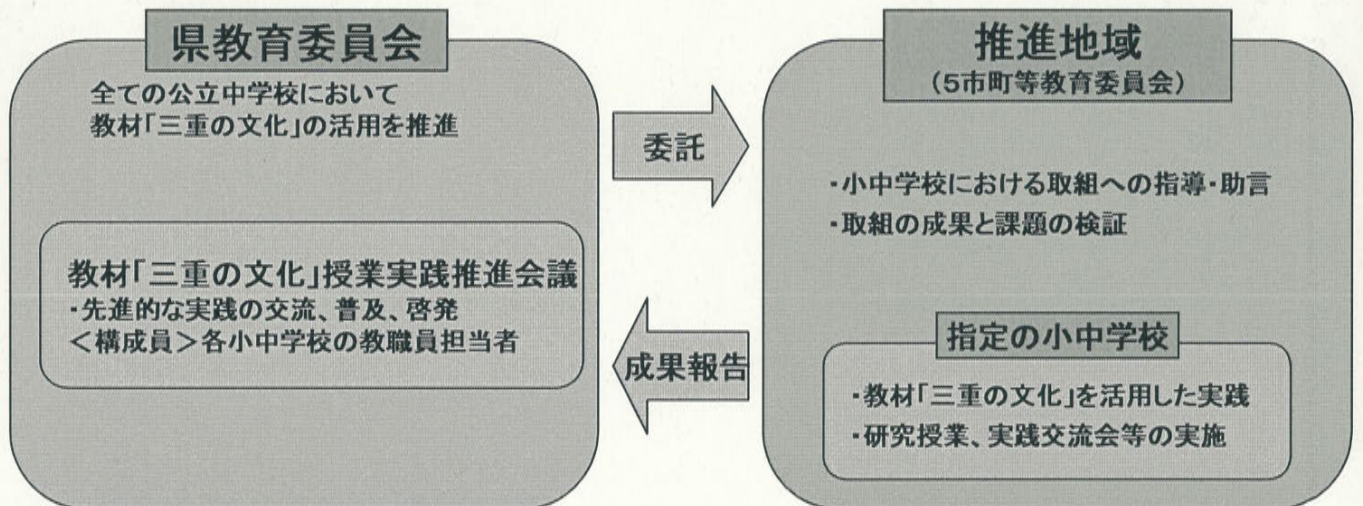 県教育委員会
全ての公立中学校において
教材「三重の文化」の活用を推進
教材「三重の文化」授業実践推進会議
・先進的な実践の交流、普及、啓発
＜構成員＞各小中学校の教職員担当者
委託
成果報告
推進地域
（5市町等教育委員会）
・小中学校における取組への指導・助言
・取組の成果と課題の検証
指定の小中学校
・教材「三重の文化」を活用した実践
・研究授業、実践交流会等の実施